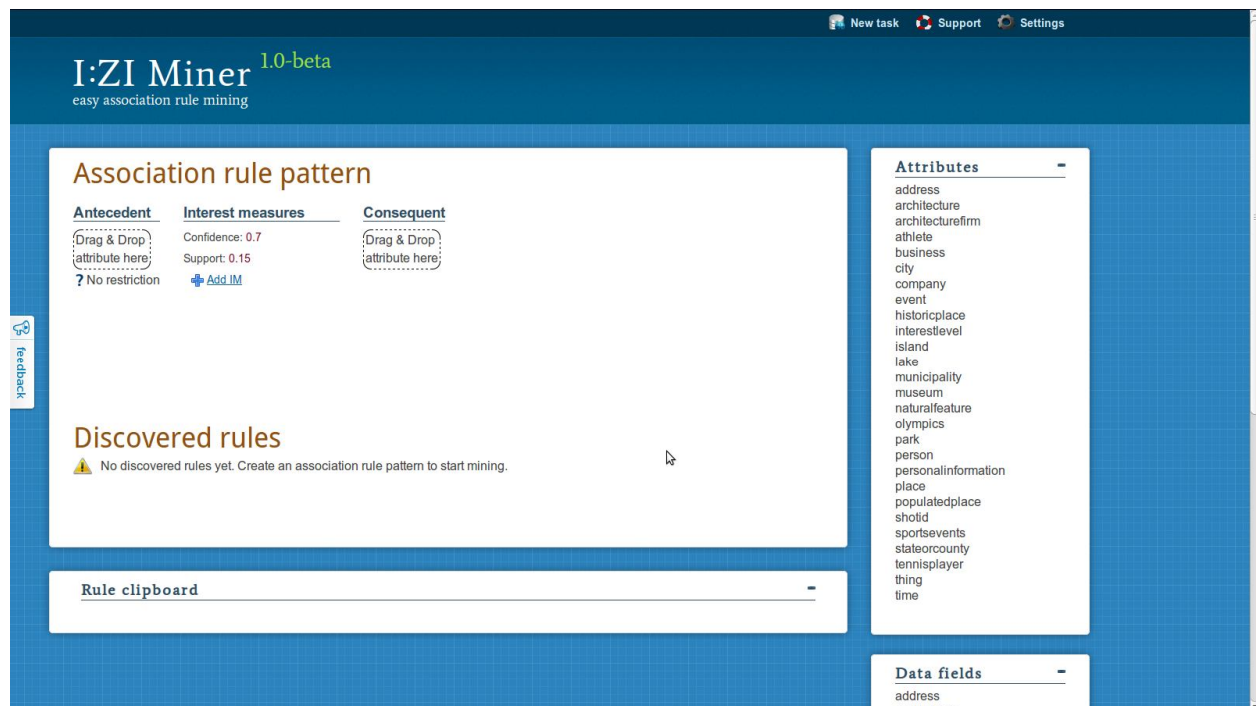 New task Support Settings
I:ZI Miner 1.0-beta
easy association rule mining
Association rule pattern
Antecedent Interest measures Consequent
Drag & Drop Confidence: 0.7 Drag & Drop
attribute here Support: 0.15 attribute here
? No restriction Add IM
feedback
Discovered rules
No discovered rules yet. Create an association rule pattern to start mining.
Rule clipboard -
Attributes -
address
architecture
architecturefirm
athlete
business
city
company
event
historicplace
interestlevel
island
lake
municipality
museum
naturalfeature
olympics
park
person
personalinformation
place
populatedplace
shotid
sportsevents
stateorcounty
tennisplayer
thing
time
Data fields -
address